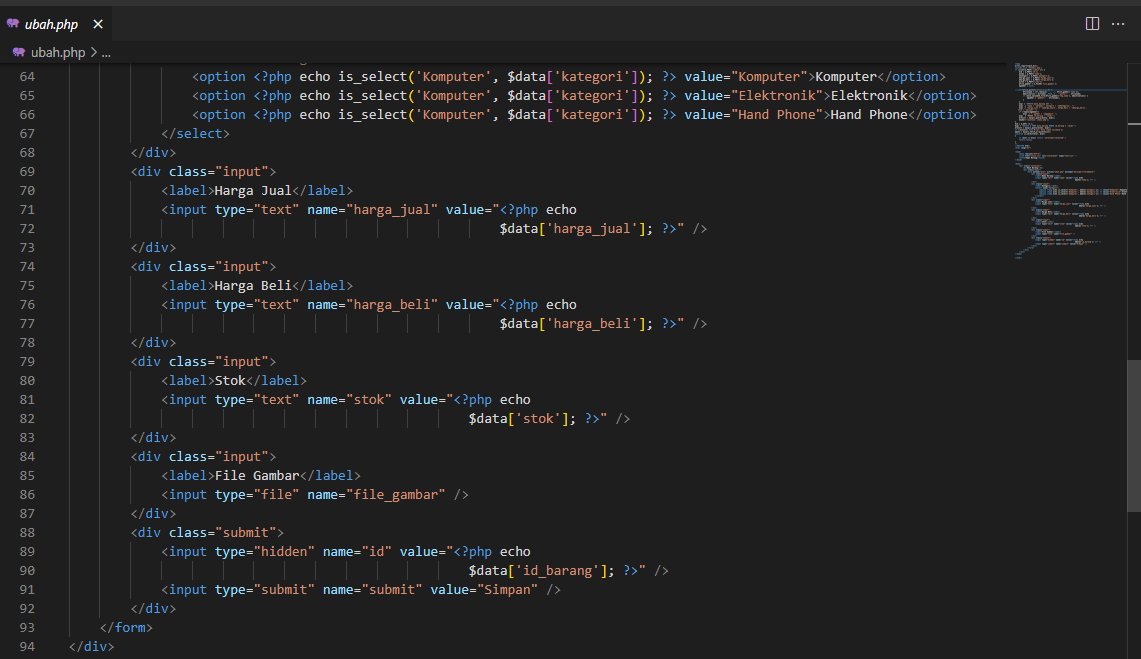 ubah.php
ubah.php > ...
64 <option <?php echo is_select('Komputer', $data['kategori']); ?> value="Komputer">Komputer</option>
65 <option <?php echo is_select('Komputer', $data['kategori']); ?> value="Elektronik">Elektronik</option>
66 <option <?php echo is_select('Komputer', $data['kategori']); ?> value="Hand Phone">Hand Phone</option>
67 </select>
68 </div>
69 <div class="input">
70 <label>Harga Jual</label>
71 <input type="text" name="harga_jual" value="<?php echo
72 $data['harga_jual']; ?>" />
73 </div>
74 <div class="input">
75 <label>Harga Beli</label>
76 <input type="text" name="harga_beli" value="<?php echo
77 $data['harga_beli']; ?>" />
78 </div>
79 <div class="input">
80 <label>Stok</label>
81 <input type="text" name="stok" value="<?php echo
82 $data['stok']; ?>" />
83 </div>
84 <div class="input">
85 <label>File Gambar</label>
86 <input type="file" name="file_gambar" />
87 </div>
88 <div class="submit">
89 <input type="hidden" name="id" value="<?php echo
90 $data['id_barang']; ?>" />
91 <input type="submit" name="submit" value="Simpan" />
92 </div>
93 </form>
94 </div>